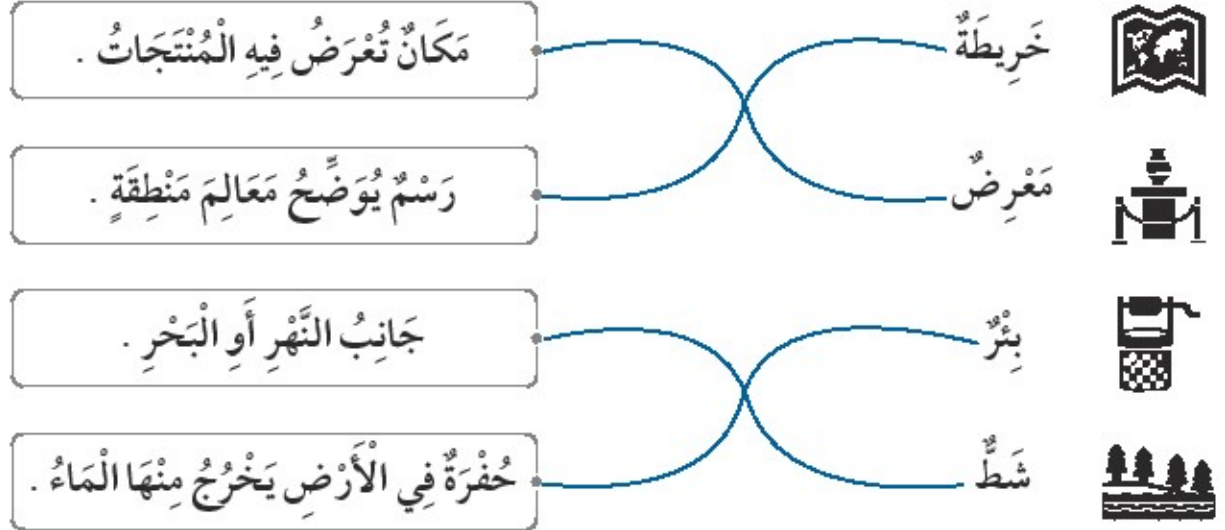 خَرِيطَةٌ
مَكَانٌ تُعْرَضُ فِيهِ الْمُنْتَجَاتُ .
مَعْرِضٌ
رَسْمٌ يُوَضِّحُ مَعَالِمَ مَنْطِقَةٍ .
بِئْرٌ
جَانِبُ النَّهْرِ أَوِ الْبَحْرِ .
شَطٌّ
حُفْرَةٌ فِي الْأَرْضِ يَخْرُجُ مِنْهَا الْمَاءُ .